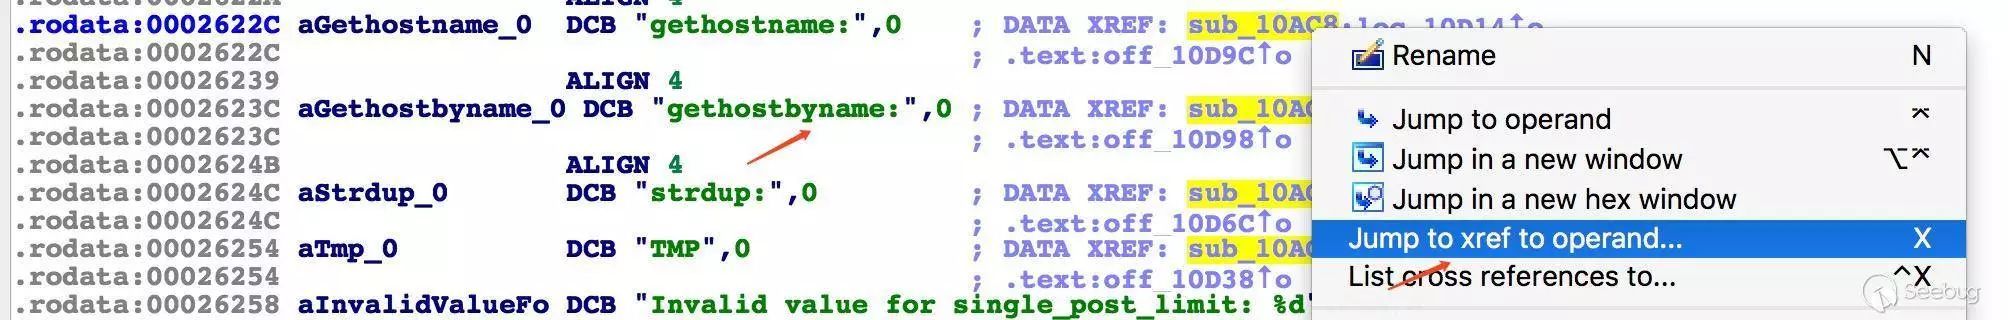 ALIGN 4
.rodata:0002622C aGethostname_0 DCB "gethostname:",0 ; DATA XREF: sub_10AC8:loc_10D14↑o
.rodata:0002622C ; .text:off_10D9C↑o
.rodata:00026239 ALIGN 4
.rodata:0002623C aGethostbyname_0 DCB "gethostbyname:",0 ; DATA XREF: sub_10AC
.rodata:0002623C ; .text:off_10D98↑o
.rodata:0002624B ALIGN 4
.rodata:0002624C aStrdup_0 DCB "strdup:",0 ; DATA XREF: sub_10AC
.rodata:0002624C ; .text:off_10D6C↑o
.rodata:00026254 aTmp_0 DCB "TMP",0 ; DATA XREF: sub_10AC
.rodata:00026254 ; .text:off_10D38↑o
.rodata:00026258 aInvalidValueFo DCB "Invalid value for single_post_limit: %d"
Rename N
Jump to operand ⌤
Jump in a new window ⌥⌤
Jump in a new hex window
Jump to xref to operand... X
List cross references to... ^X
Seebug